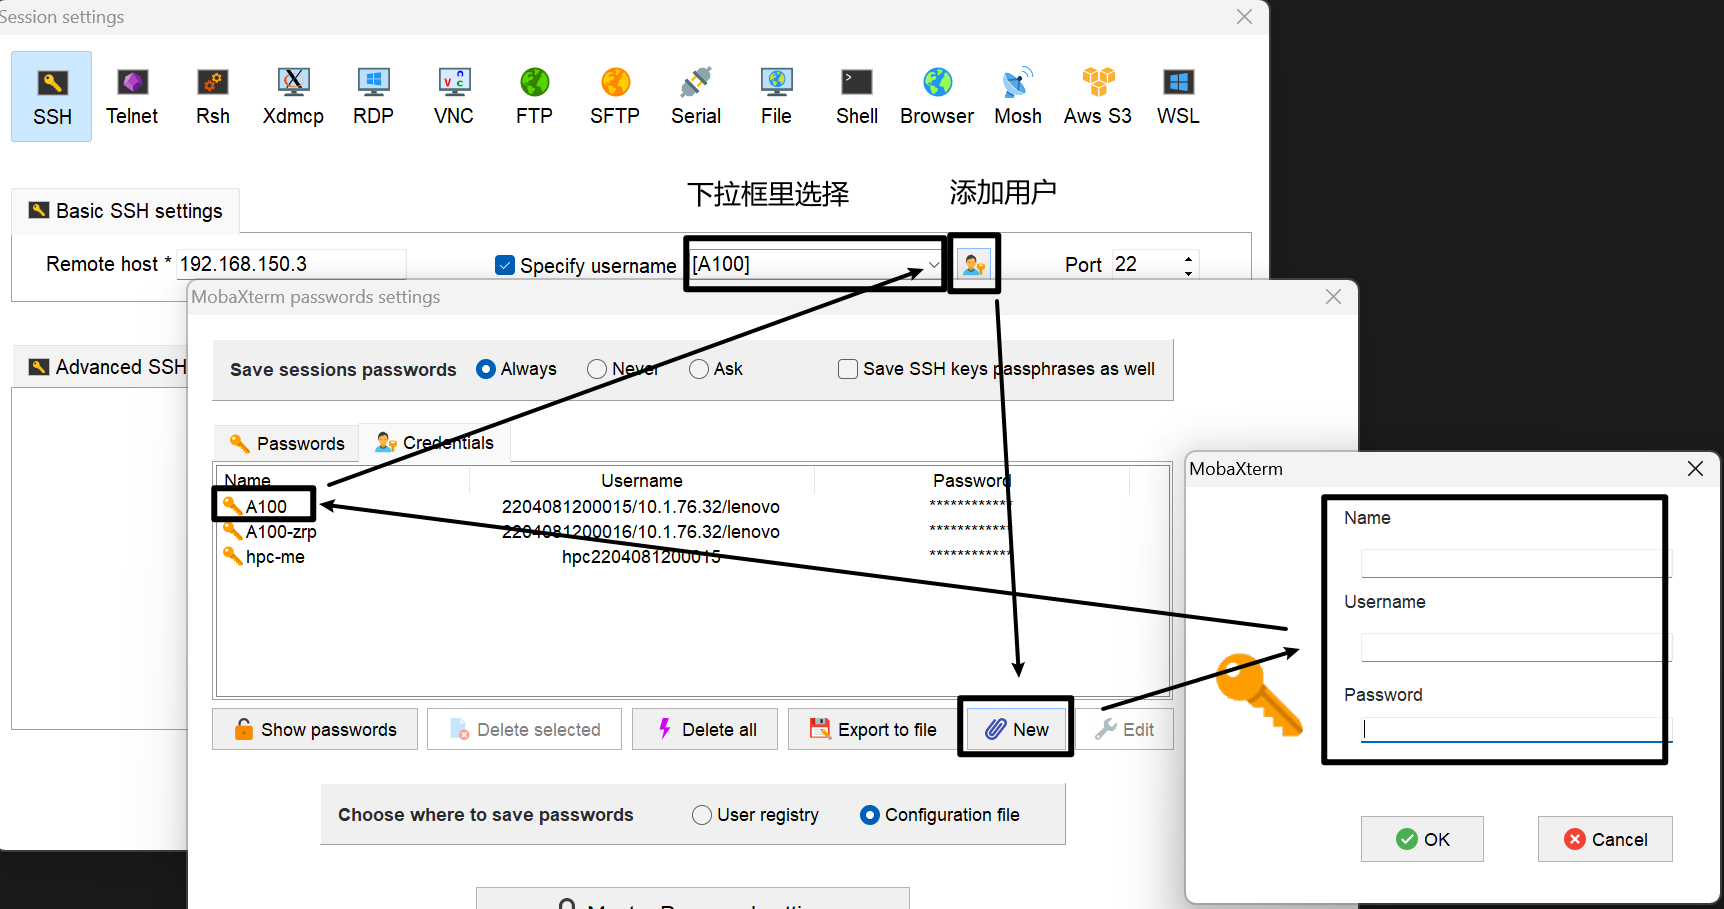 Session settings
SSH
Telnet
Rsh
Xdmcp
RDP
VNC
FTP
SFTP
Serial
File
Shell
Browser
Mosh
Aws S3
WSL
下拉框里选择
添加用户
Basic SSH settings
Remote host * 192.168.150.3
Specify username [A100]
Port 22
MobaXterm passwords settings
Advanced SSH
Save sessions passwords Always Never Ask Save SSH keys passphrases as well
Passwords Credentials
Name Username Password
A100 2204081200015/10.1.76.32/lenovo ************
A100-zrp 2204081200016/10.1.76.32/lenovo ************
hpc-me hpc2204081200015 ************
Show passwords Delete selected Delete all Export to file New Edit
Choose where to save passwords User registry Configuration file
MobaXterm
Name
Username
Password
OK Cancel